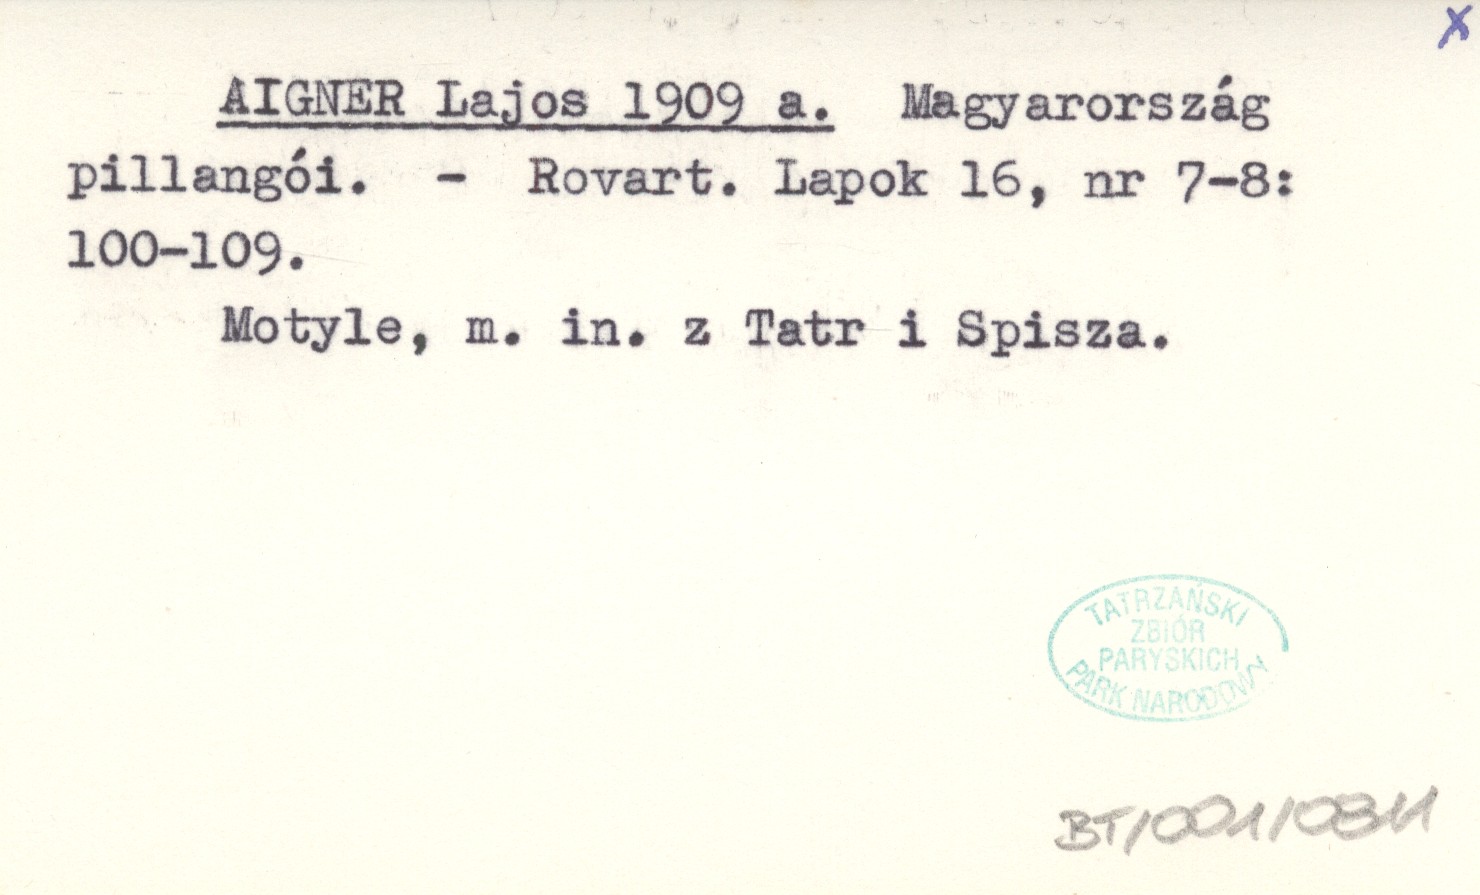 x
AIGNER Lajos 1909 a. Magyarország
pillangói. - Rovart. Lapok 16, nr 7-8:
100-109.
Motyle, m. in. z Tatr i Spisza.
TATRZAŃSKI
ZBIÓR
PARYSKICH
PARK NARODOWY
BT/001/0811